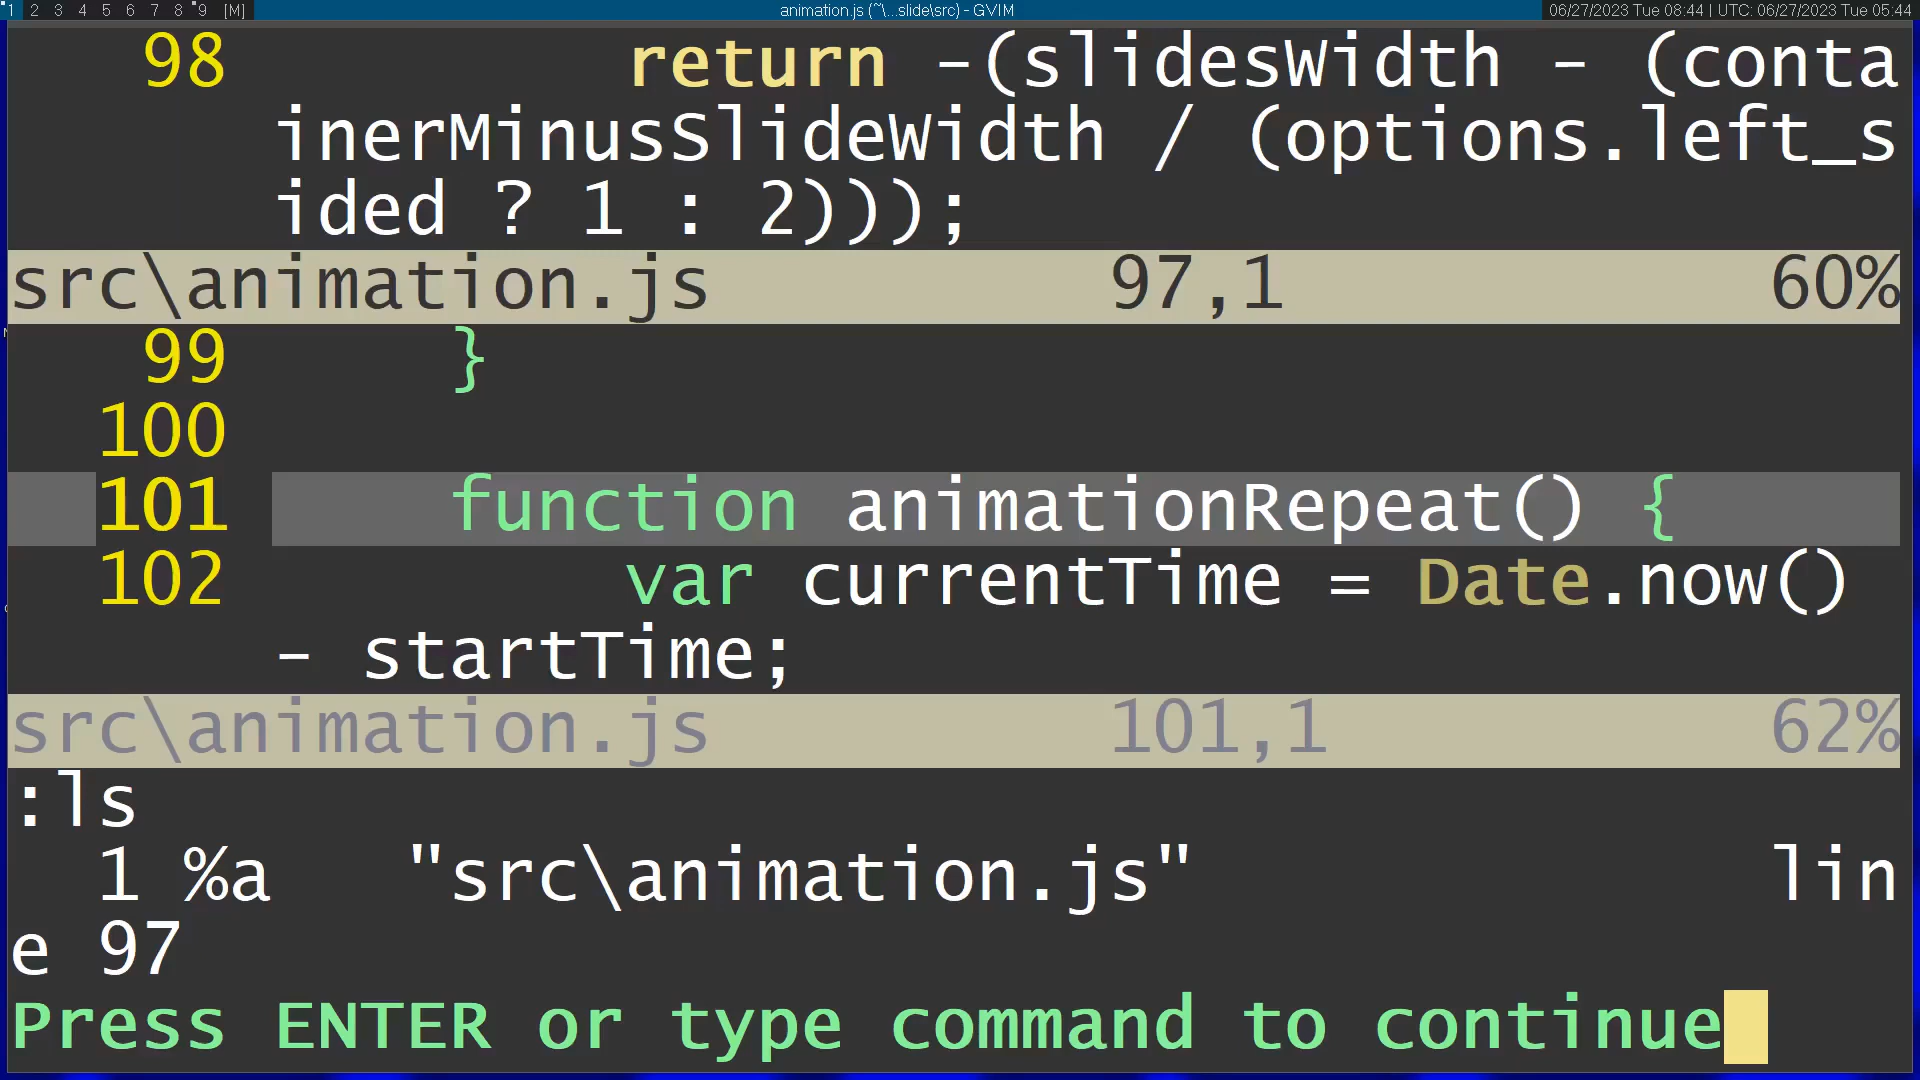 1 2 3 4 5 6 7 8 9 [M] animation.js (~\...slide\src) - GVIM 06/27/2023 Tue 08:44 | UTC: 06/27/2023 Tue 05:44
98 return -(slidesWidth - (conta
inerMinusSlideWidth / (options.left_s
ided ? 1 : 2)));
src\animation.js 97,1 60%
99 }
100
101 function animationRepeat() {
102 var currentTime = Date.now()
- startTime;
src\animation.js 101,1 62%
:ls
1 %a "src\animation.js" lin
e 97
Press ENTER or type command to continue